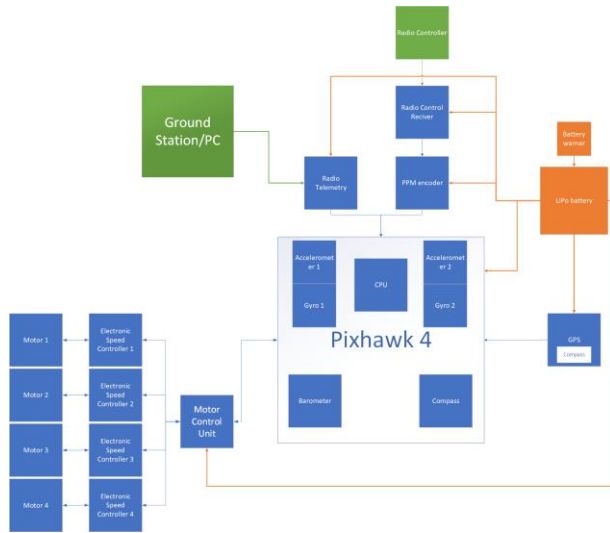 Radio Controller
Ground
Station/PC
Radio Control
Reciver
Battery
warner
Radio
Telemetry
PPM encoder
LIPo battery
Acceleromet
er 1
Acceleromet
er 2
CPU
Gyro 1
Gyro 2
Pixhawk 4
GPS
Compass
Motor 1
Electronic
Speed
Controller 1
Motor 2
Electronic
Speed
Controller 2
Barometer
Compass
Motor
Control
Unit
Motor 3
Electronic
Speed
Controller 3
Motor 4
Electronic
Speed
Controller 4